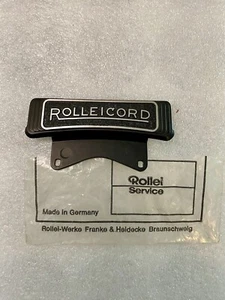 ROLLEICORD
Rollei
Service
Made in Germany
Rollei-Werke Franke & Heidecke Braunschweig